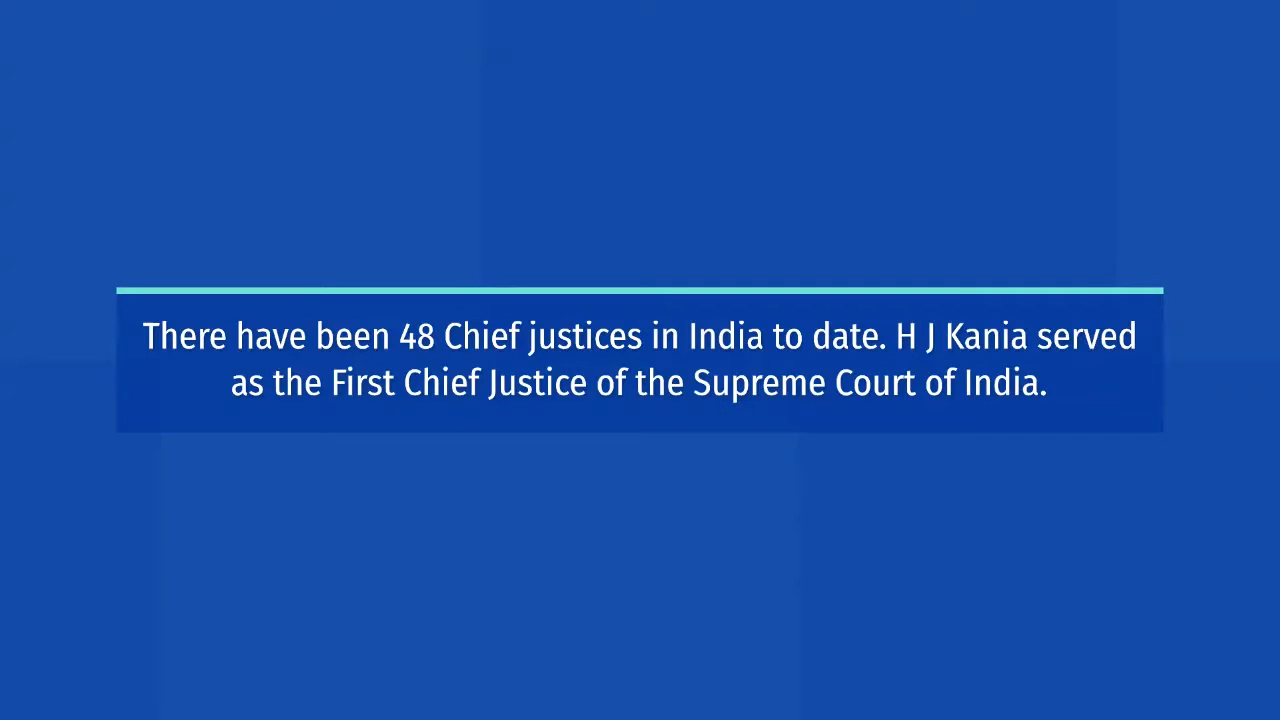 There have been 48 Chief justices in India to date. H J Kania served
as the First Chief Justice of the Supreme Court of India.